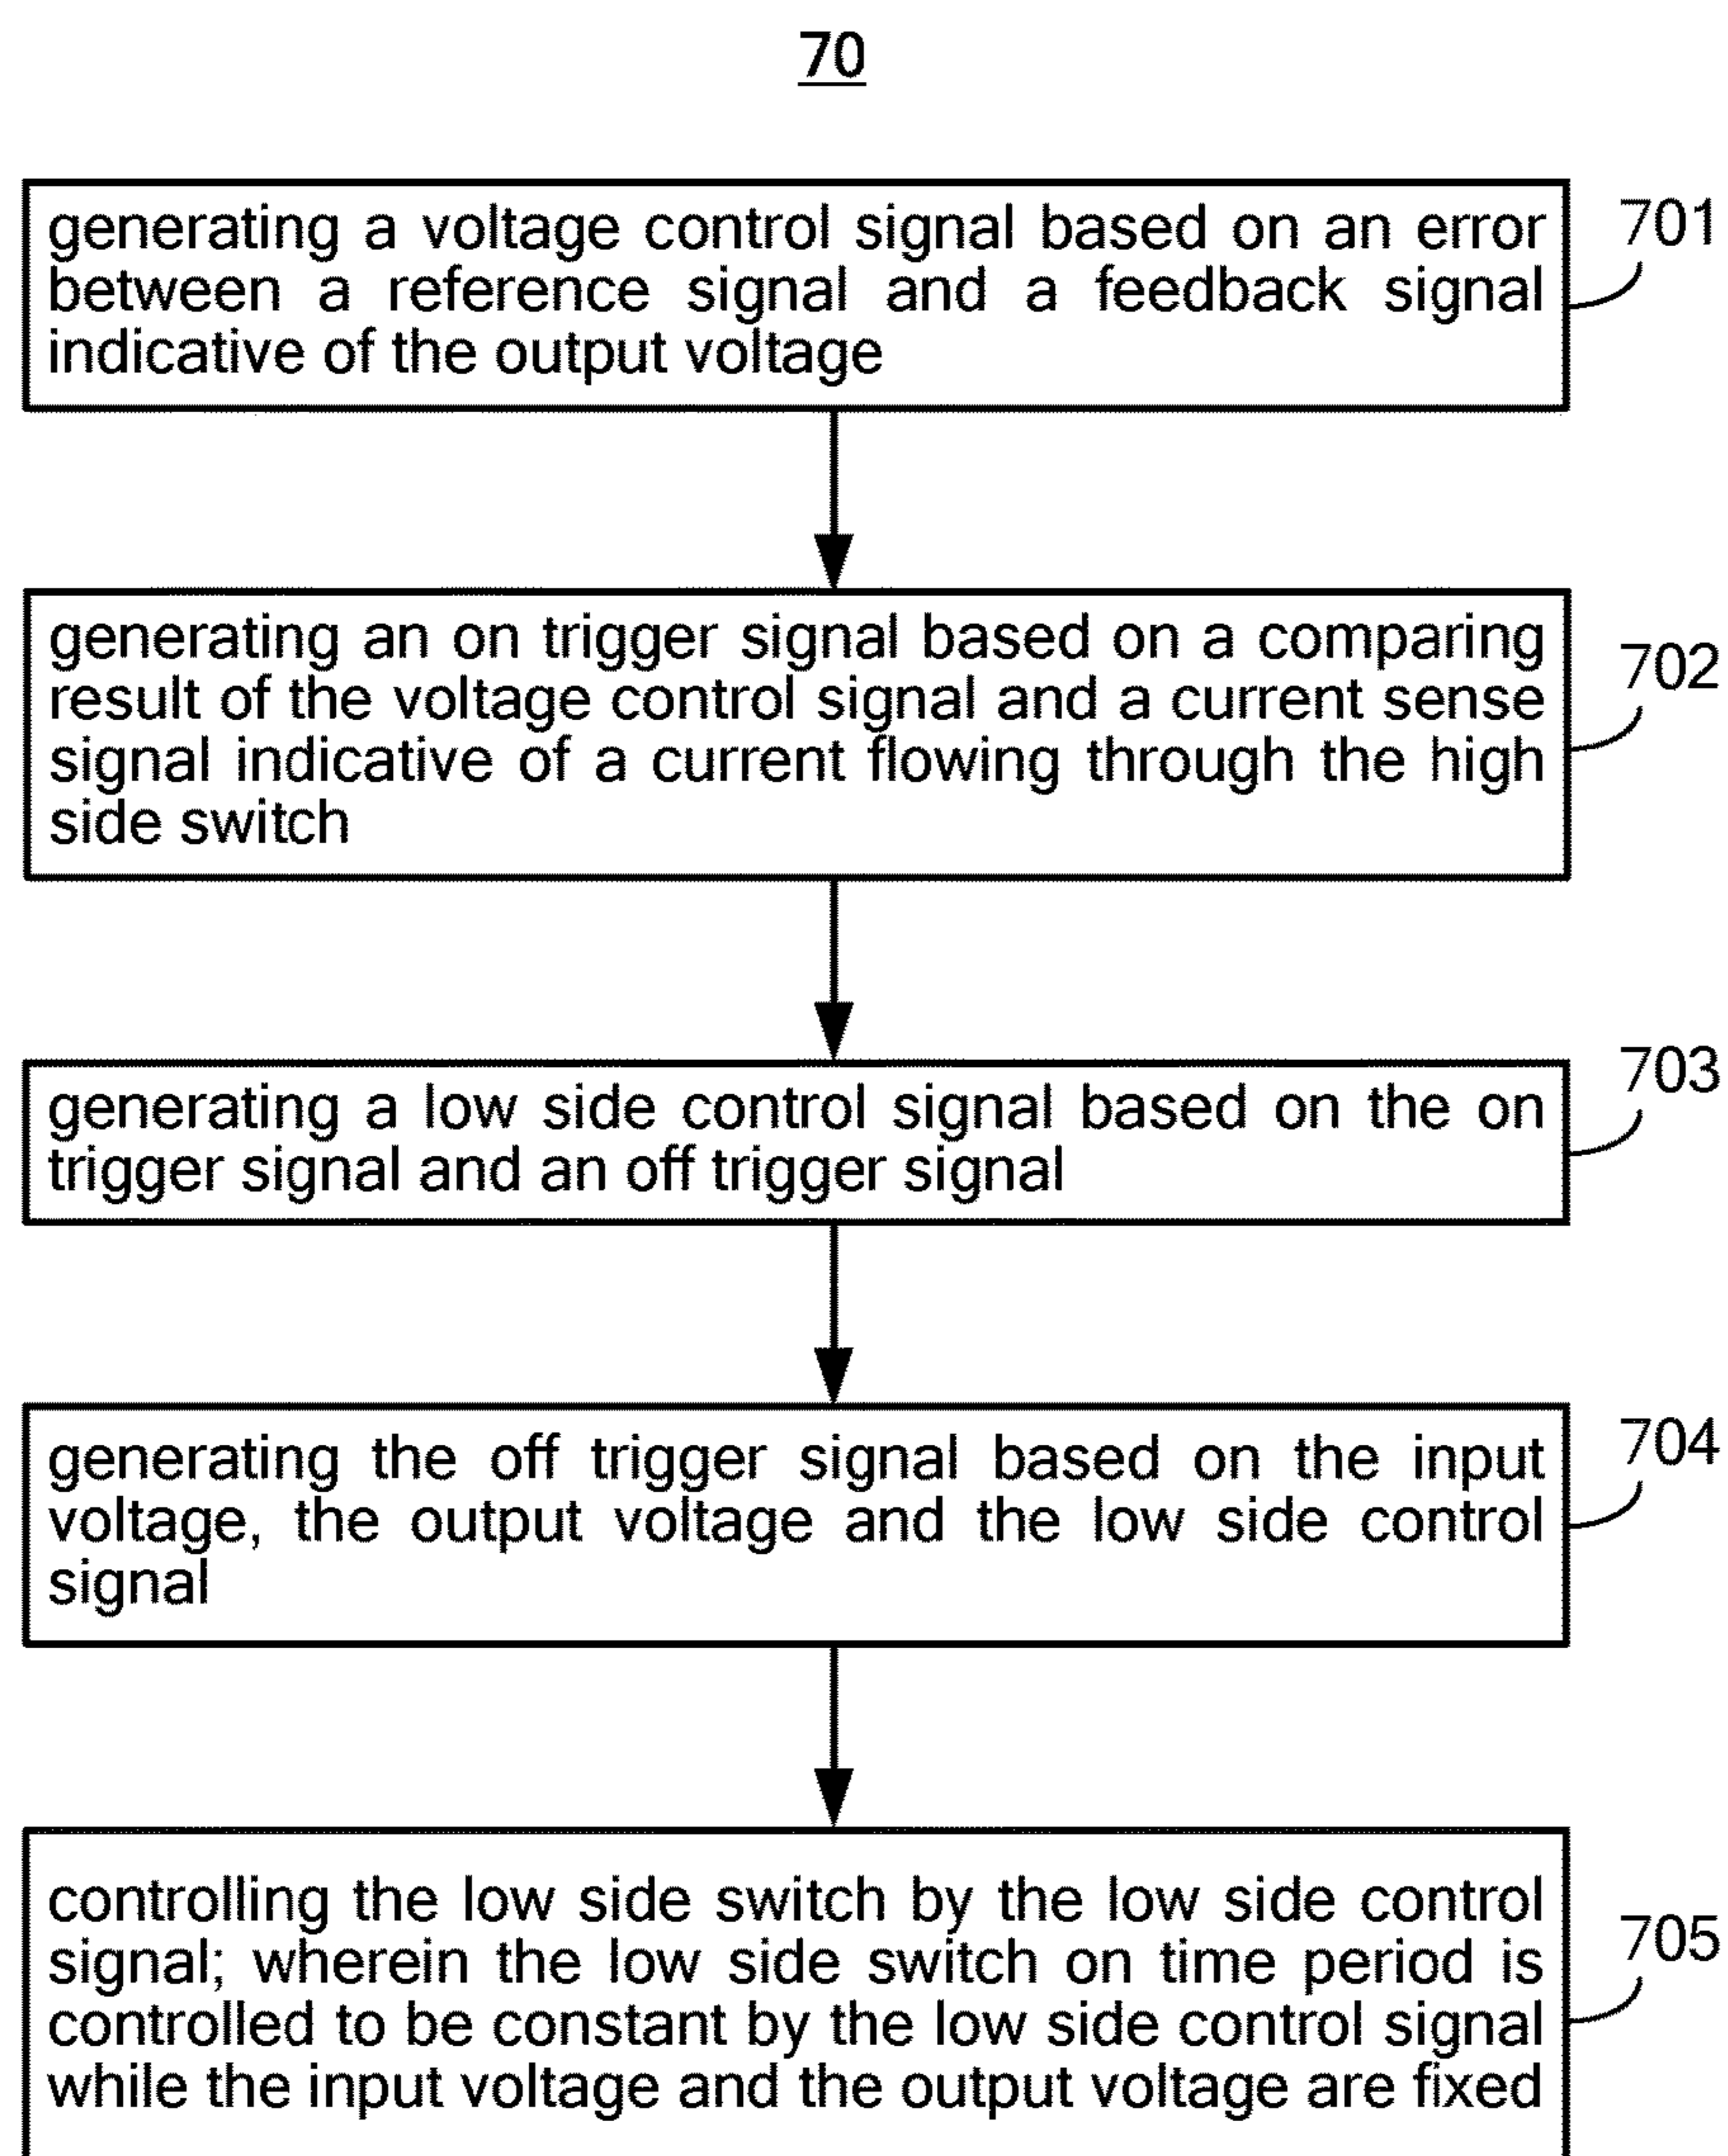 70
generating a voltage control signal based on an error
between a reference signal and a feedback signal
indicative of the output voltage
701
generating an on trigger signal based on a comparing
result of the voltage control signal and a current sense
signal indicative of a current flowing through the high
side switch
702
generating a low side control signal based on the on
trigger signal and an off trigger signal
703
generating the off trigger signal based on the input
voltage, the output voltage and the low side control
signal
704
controlling the low side switch by the low side control
signal; wherein the low side switch on time period is
controlled to be constant by the low side control signal
while the input voltage and the output voltage are fixed
705